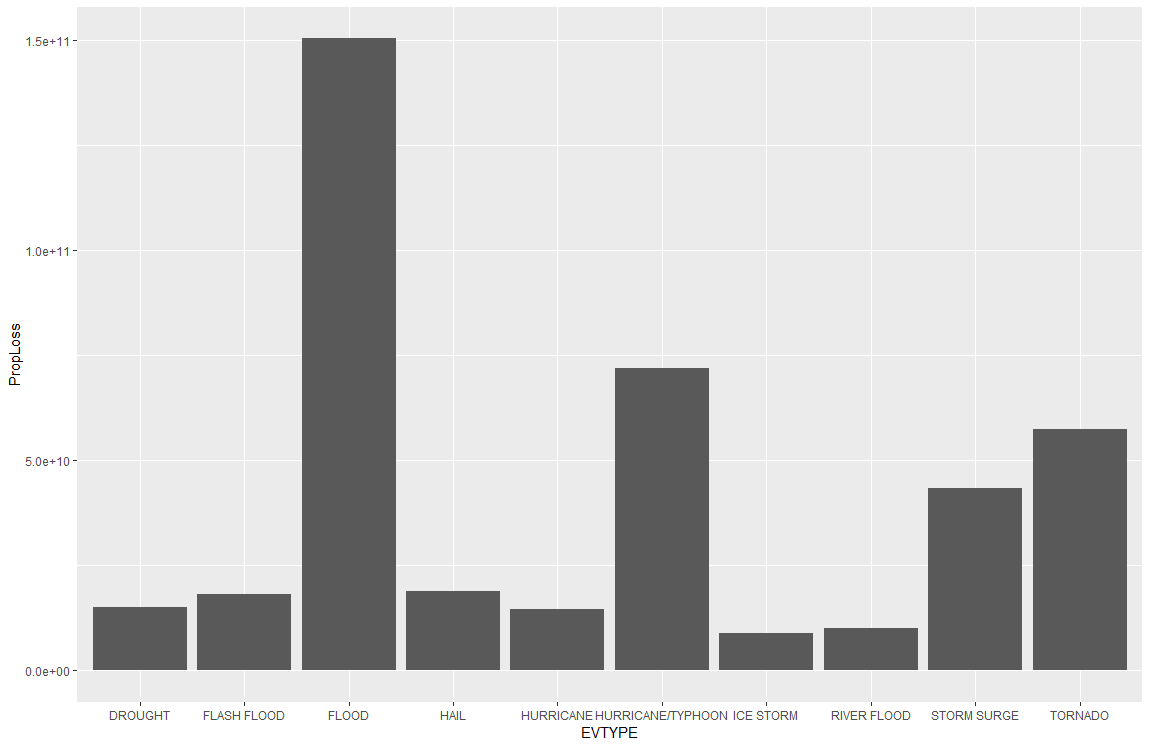 PropLoss
1.5e+11
1.0e+11
5.0e+10
0.0e+00
DROUGHT FLASH FLOOD FLOOD HAIL HURRICANE HURRICANE/TYPHOON ICE STORM RIVER FLOOD STORM SURGE TORNADO
EVTYPE